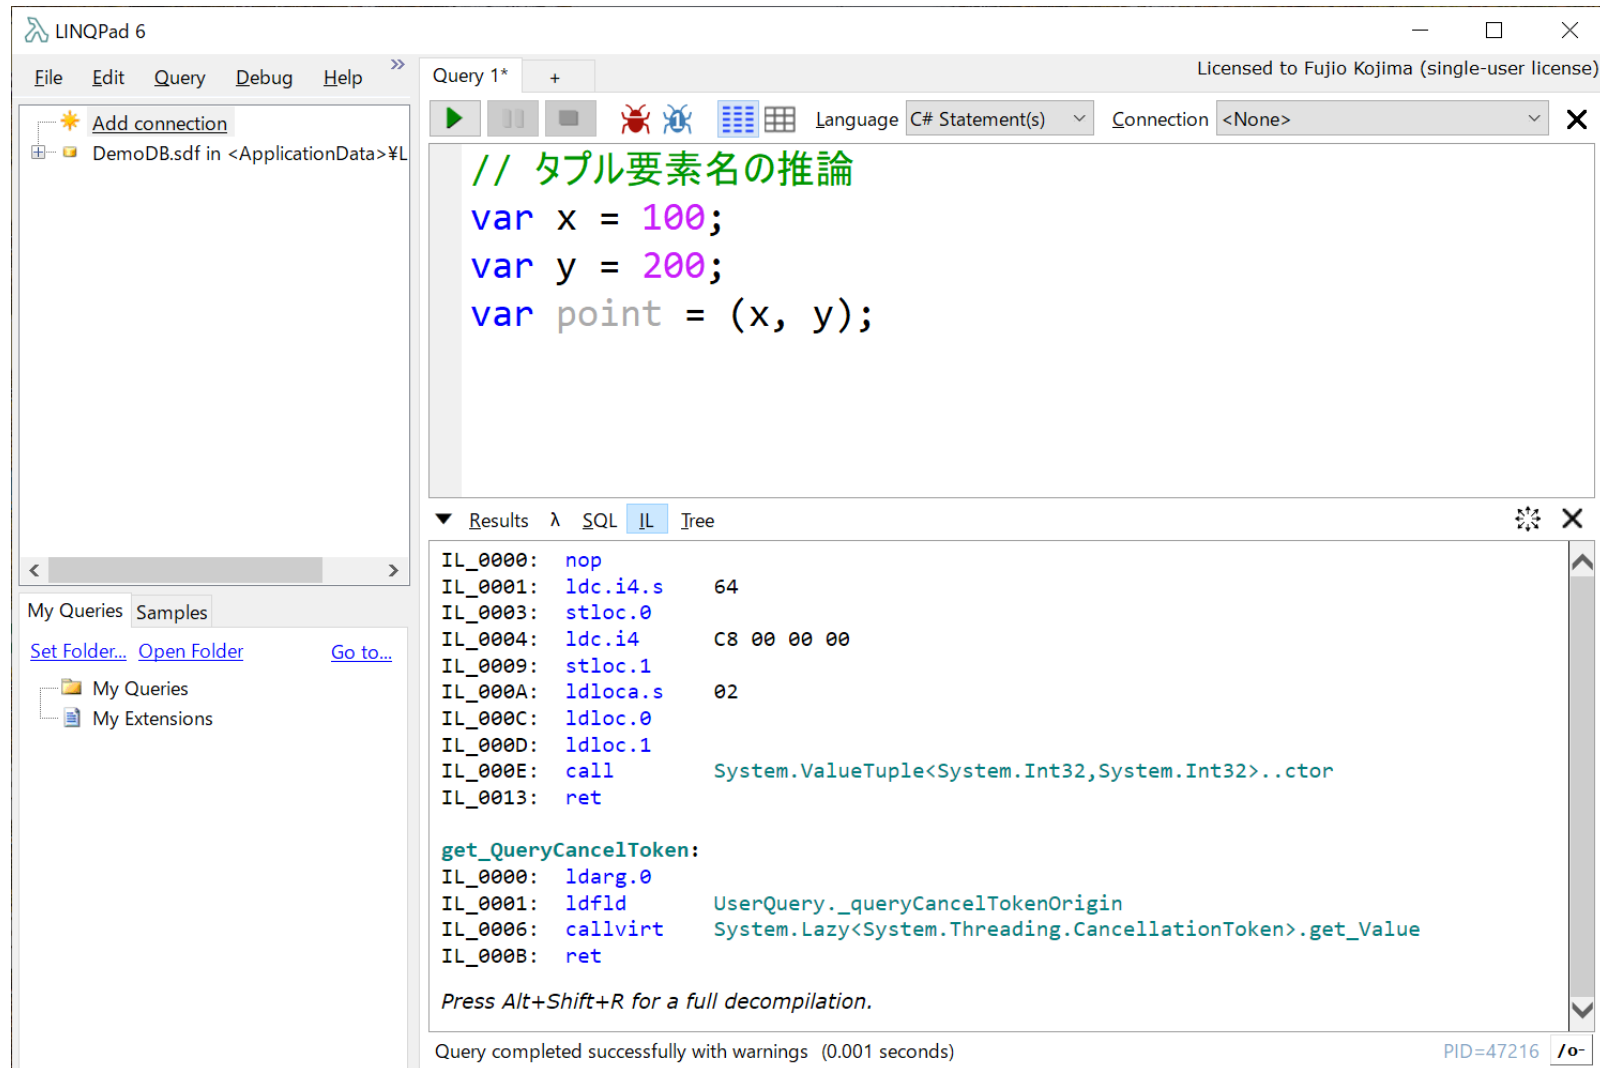 LINQPad 6
File Edit Query Debug Help »
Query 1* +
Licensed to Fujio Kojima (single-user license)
Language C# Statement(s) Connection <None>
Add connection
DemoDB.sdf in <ApplicationData>¥L
// タプル要素名の推論
var x = 100;
var y = 200;
var point = (x, y);
Results λ SQL IL Tree
IL_0000: nop
IL_0001: ldc.i4.s 64
IL_0003: stloc.0
IL_0004: ldc.i4 C8 00 00 00
IL_0009: stloc.1
IL_000A: ldloca.s 02
IL_000C: ldloc.0
IL_000D: ldloc.1
IL_000E: call System.ValueTuple<System.Int32,System.Int32>..ctor
IL_0013: ret
get_QueryCancelToken:
IL_0000: ldarg.0
IL_0001: ldfld UserQuery._queryCancelTokenOrigin
IL_0006: callvirt System.Lazy<System.Threading.CancellationToken>.get_Value
IL_000B: ret
Press Alt+Shift+R for a full decompilation.
My Queries Samples
Set Folder... Open Folder Go to...
My Queries
My Extensions
Query completed successfully with warnings (0.001 seconds)
PID=47216 /o-